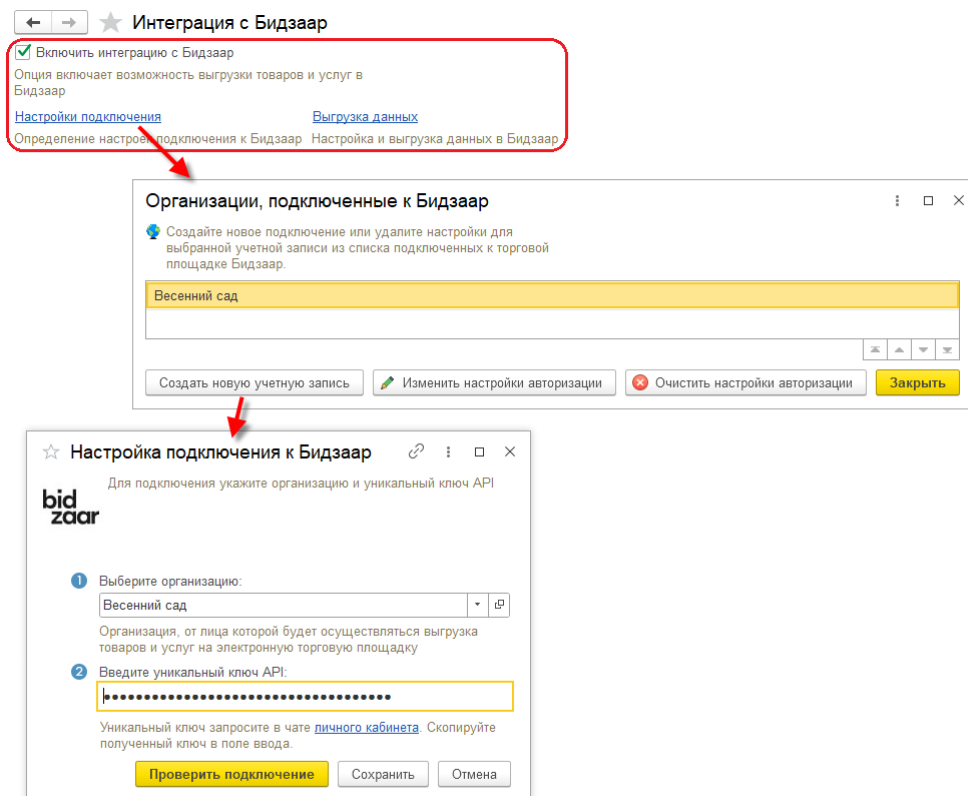 Интеграция с Бидзаар
Включить интеграцию с Бидзаар
Опция включает возможность выгрузки товаров и услуг в
Бидзаар
Настройки подключения Выгрузка данных
Определение настроек подключения к Бидзаар Настройка и выгрузка данных в Бидзаар
Организации, подключенные к Бидзаар
Создайте новое подключение или удалите настройки для
выбранной учетной записи из списка подключенных к торговой
площадке Бидзаар.
Весенний сад
Создать новую учетную запись Изменить настройки авторизации Очистить настройки авторизации Закрыть
Настройка подключения к Бидзаар
Для подключения укажите организацию и уникальный ключ API
bid
zaar
1 Выберите организацию:
Весенний сад
Организация, от лица которой будет осуществляться выгрузка
товаров и услуг на электронную торговую площадку
2 Введите уникальный ключ API:
Уникальный ключ запросите в чате личного кабинета. Скопируйте
полученный ключ в поле ввода.
Проверить подключение Сохранить Отмена